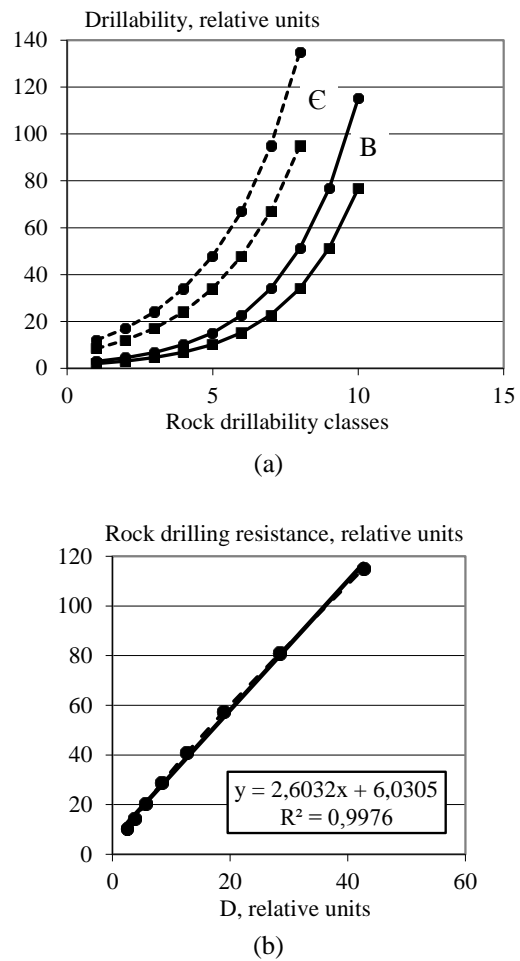 Drillability, relative units
140
120
100
80
60
40
20
0
Є
B
0 5 10 15
Rock drillability classes
(a)
Rock drilling resistance, relative units
120
100
80
60
40
20
0
y = 2,6032x + 6,0305
R² = 0,9976
0 20 40 60
D, relative units
(b)